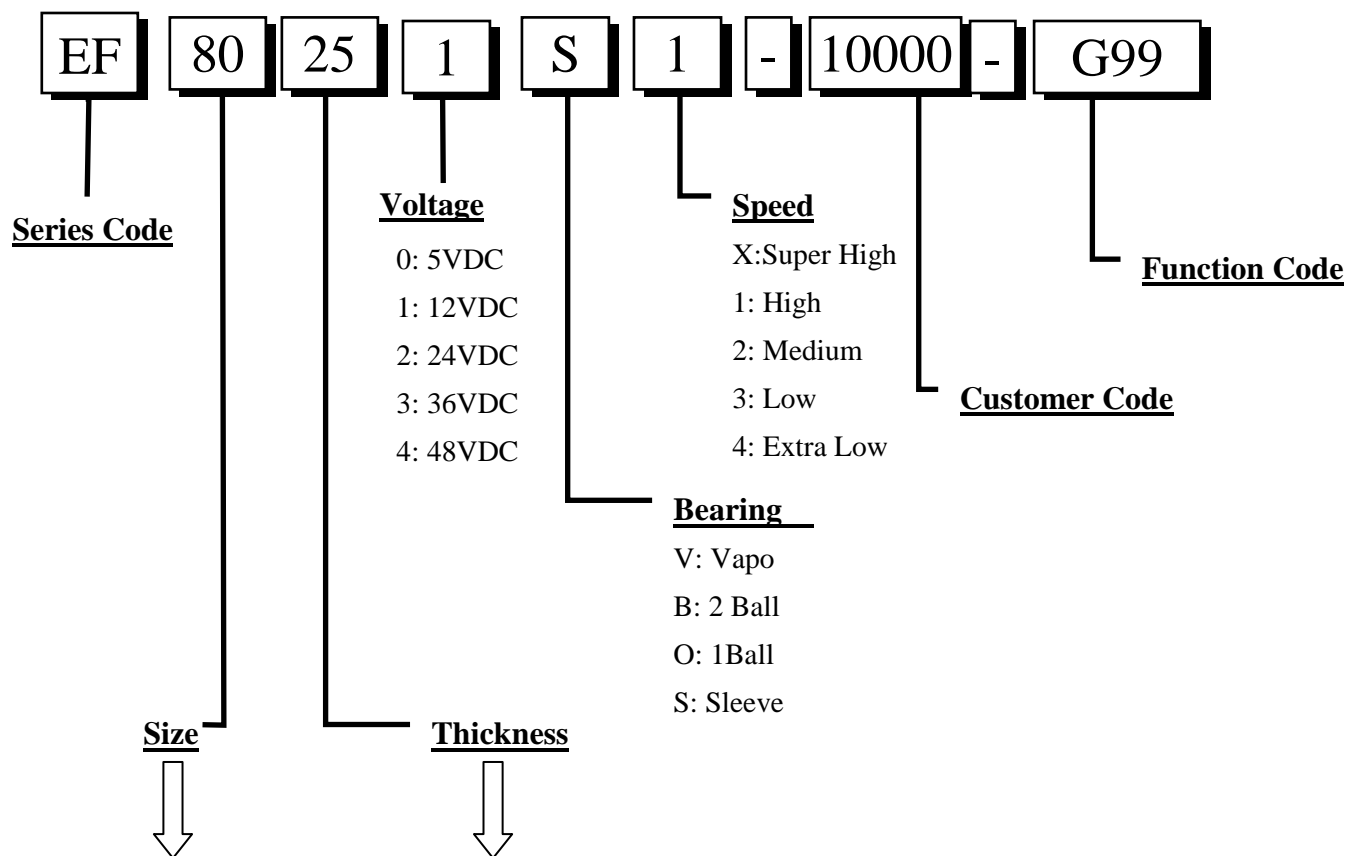 EF 80 25 1 S 1 - 10000 - G99
Series Code
Voltage
0: 5VDC
1: 12VDC
2: 24VDC
3: 36VDC
4: 48VDC
Speed
X:Super High
1: High
2: Medium
3: Low
4: Extra Low
Function Code
Customer Code
Bearing
V: Vapo
B: 2 Ball
O: 1Ball
S: Sleeve
Size
Thickness